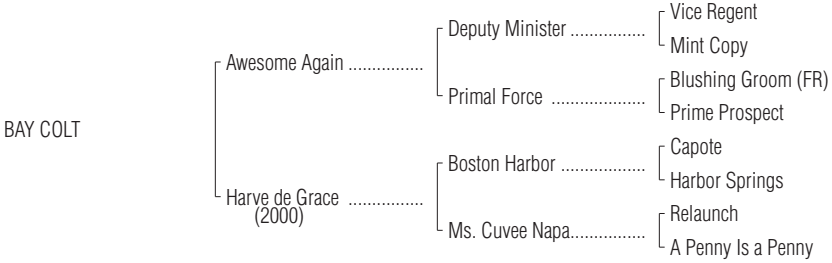 BAY COLT
Awesome Again ................
Harve de Grace ................
(2000)
Deputy Minister ................
Primal Force ....................
Boston Harbor ..................
Ms. Cuvee Napa................
Vice Regent
Mint Copy
Blushing Groom (FR)
Prime Prospect
Capote
Harbor Springs
Relaunch
A Penny Is a Penny